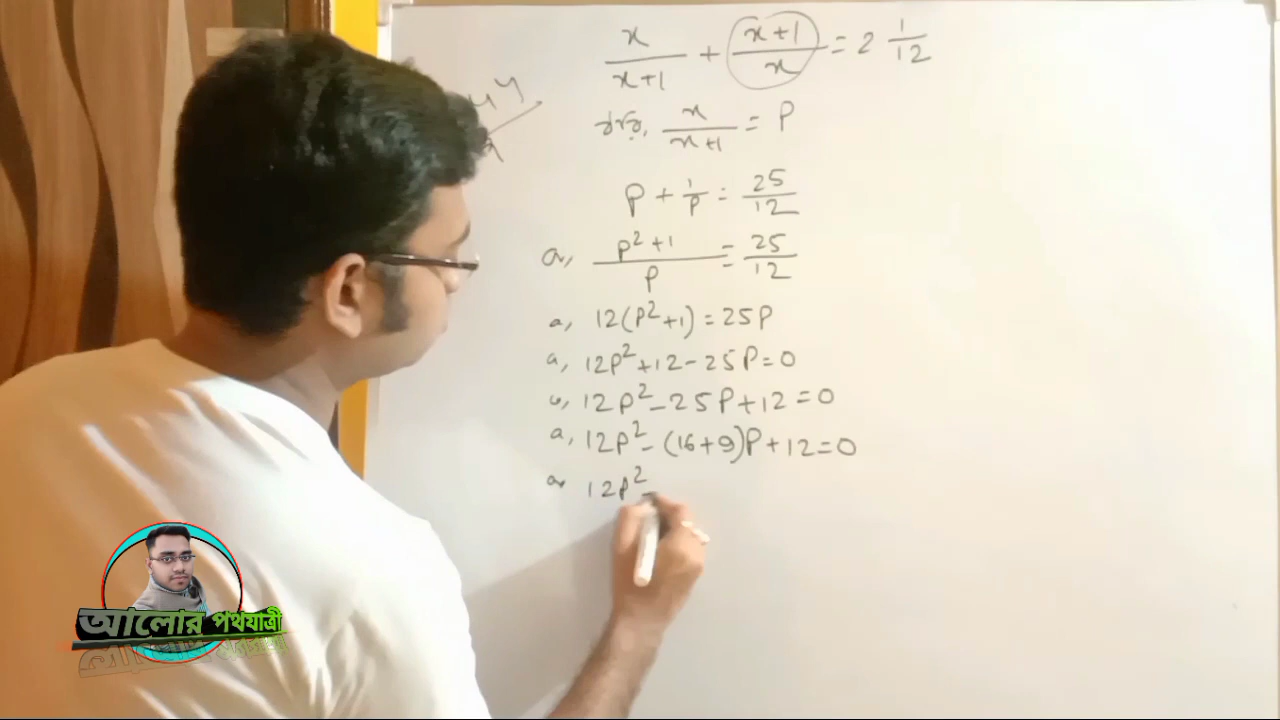 x/(x+1) + (x+1)/x = 2 1/12
ধরি, x/(x+1) = P
P + 1/P = 25/12
বা, (P²+1)/P = 25/12
বা, 12(P²+1) = 25P
বা, 12P²+12-25P=0
বা, 12P²-25P+12=0
বা, 12P²-(16+9)P+12=0
বা, 12P²-
আলোর পথযাত্রী